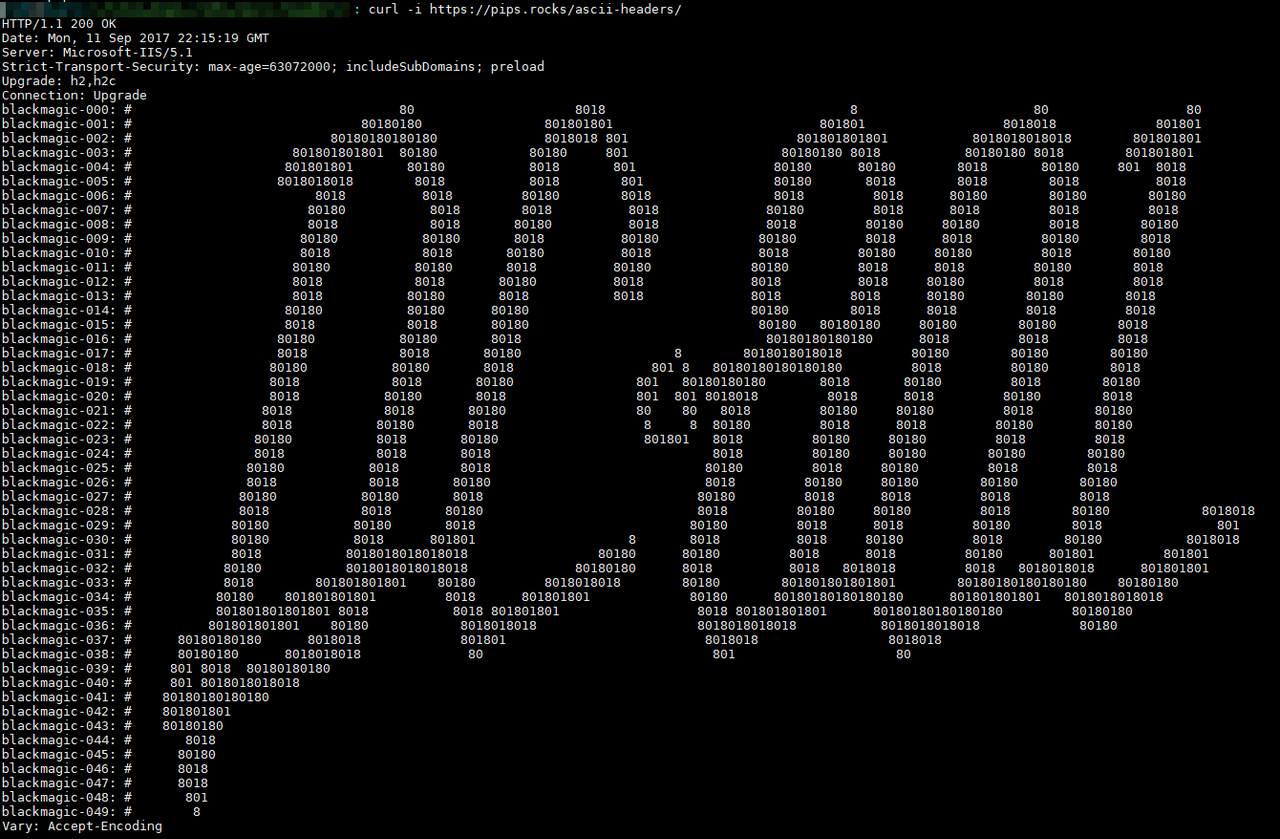 : curl -i https://pips.rocks/ascii-headers/
HTTP/1.1 200 OK
Date: Mon, 11 Sep 2017 22:15:19 GMT
Server: Microsoft-IIS/5.1
Strict-Transport-Security: max-age=63072000; includeSubDomains; preload
Upgrade: h2,h2c
Connection: Upgrade
blackmagic-000: # 80 8018 8 80 80
blackmagic-001: # 80180180 801801801 801801 8018018 801801
blackmagic-002: # 80180180180180 8018018 801 801801801801 8018018018018 801801801
blackmagic-003: # 801801801801 80180 80180 801 80180180 8018 80180180 8018 801801801
blackmagic-004: # 801801801 80180 8018 801 80180 80180 8018 80180 801 8018
blackmagic-005: # 8018018018 8018 8018 801 80180 8018 8018 8018 8018
blackmagic-006: # 8018 8018 80180 8018 8018 8018 80180 80180 80180
blackmagic-007: # 80180 8018 8018 8018 80180 8018 8018 8018 8018
blackmagic-008: # 8018 8018 80180 8018 8018 8018 8018 8018 80180
blackmagic-009: # 80180 80180 8018 80180 80180 8018 8018 80180 8018
blackmagic-010: # 8018 8018 80180 8018 8018 80180 8018 8018 80180
blackmagic-011: # 80180 80180 8018 80180 80180 8018 8018 80180 8018
blackmagic-012: # 8018 8018 80180 8018 8018 8018 80180 8018 8018
blackmagic-013: # 8018 80180 8018 8018 8018 8018 80180 80180 8018
blackmagic-014: # 80180 8018 80180 80180 8018 8018 8018 8018
blackmagic-015: # 8018 8018 80180 80180 80180180 80180 80180 8018
blackmagic-016: # 80180 80180 8018 80180180180180 8018 8018 80180
blackmagic-017: # 8018 8018 80180 8 8018018018018 80180 80180 80180
blackmagic-018: # 80180 80180 8018 801 8 80180180180180180 8018 8018 8018
blackmagic-019: # 8018 8018 80180 801 80180180180 8018 80180 80180 8018
blackmagic-020: # 8018 80180 8018 801 801 8018018 8018 8018 8018 80180
blackmagic-021: # 8018 8018 80180 80 80 8018 80180 8018 80180 80180
blackmagic-022: # 8018 80180 8018 8 8 80180 8018 8018 8018 8018
blackmagic-023: # 80180 8018 80180 801801 8018 80180 80180 8018 80180
blackmagic-024: # 8018 8018 8018 8018 8018 8018 8018 80180
blackmagic-025: # 80180 8018 8018 80180 80180 80180 80180 8018
blackmagic-026: # 8018 8018 80180 8018 8018 8018 80180 80180
blackmagic-027: # 80180 80180 8018 80180 80180 8018 8018 8018
blackmagic-028: # 8018 8018 8018 8018 8018 8018 80180 80180 8018018
blackmagic-029: # 80180 8018 8018 80180 80180 8018 80180 8018 801
blackmagic-030: # 80180 8018 801801 8 8018 8018 8018 8018 80180 8018018
blackmagic-031: # 8018 8018018018018018 80180 80180 8018 8018 80180 801801 801801
blackmagic-032: # 80180 8018018018018018 80180180 8018 8018 8018018 8018 8018018018 801801801
blackmagic-033: # 8018 801801801801 80180 8018018018 80180 801801801801801 80180180180180180 80180180
blackmagic-034: # 80180 801801801801 8018 801801801 80180 80180180180180180 801801801801 8018018018018
blackmagic-035: # 801801801801801 8018 8018 801801801 8018 801801801801 80180180180180180 80180180
blackmagic-036: # 801801801801 80180 8018018018 8018018018018 8018018018018 80180
blackmagic-037: # 80180180180 8018018 801801 8018018 8018018
blackmagic-038: # 80180180 8018018018 80 801 80
blackmagic-039: # 801 8018 80180180180
blackmagic-040: # 801 8018018018018
blackmagic-041: # 80180180180180
blackmagic-042: # 801801801
blackmagic-043: # 80180180
blackmagic-044: # 8018
blackmagic-045: # 80180
blackmagic-046: # 8018
blackmagic-047: # 8018
blackmagic-048: # 801
blackmagic-049: # 8
Vary: Accept-Encoding